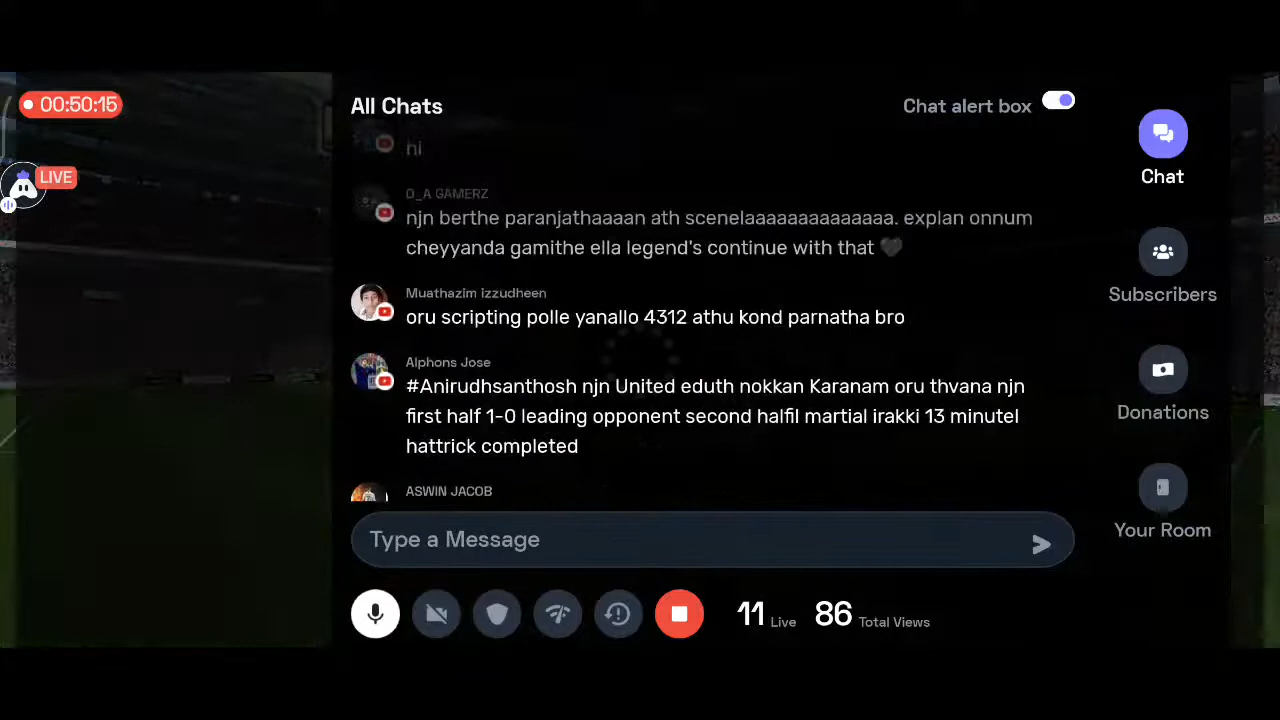 00:50:15
All Chats
Chat alert box
hi
LIVE
Chat
O_A GAMERZ
njn berthe paranjathaaaan ath scenelaaaaaaaaaaaaaa. explan onnum
cheyyanda gamithe ella legend's continue with that 🖤
Subscribers
Muathazim izzudheen
oru scripting polle yanallo 4312 athu kond parnatha bro
Alphons Jose
#Anirudhsanthosh njn United eduth nokkan Karanam oru thvana njn
first half 1-0 leading opponent second halfil martial irakki 13 minutel
hattrick completed
Donations
ASWIN JACOB
Type a Message
Your Room
11 Live 86 Total Views